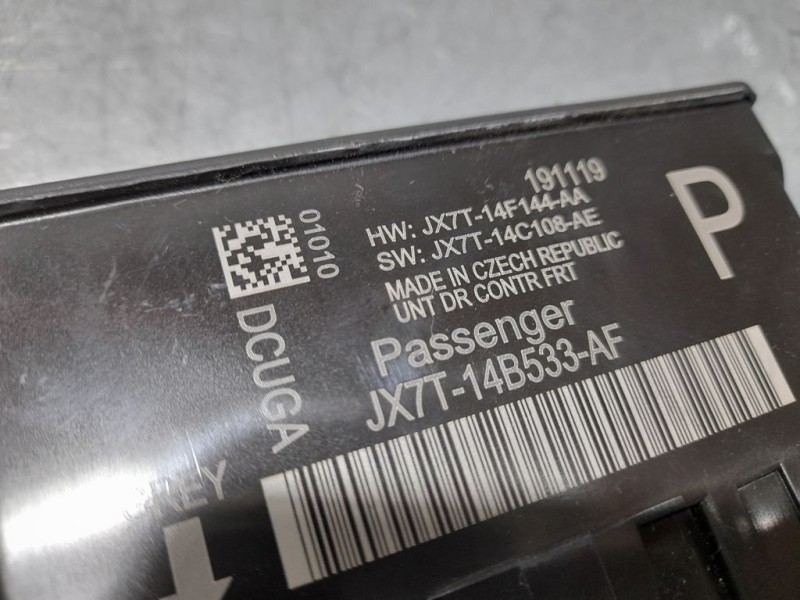 191119
HW: JX7T-14F144-AA
SW: JX7T-14C108-AE
MADE IN CZECH REPUBLIC
UNT DR CONTR FRT
Passenger
JX7T-14B533-AF
P
01010
DCUGA
KEY